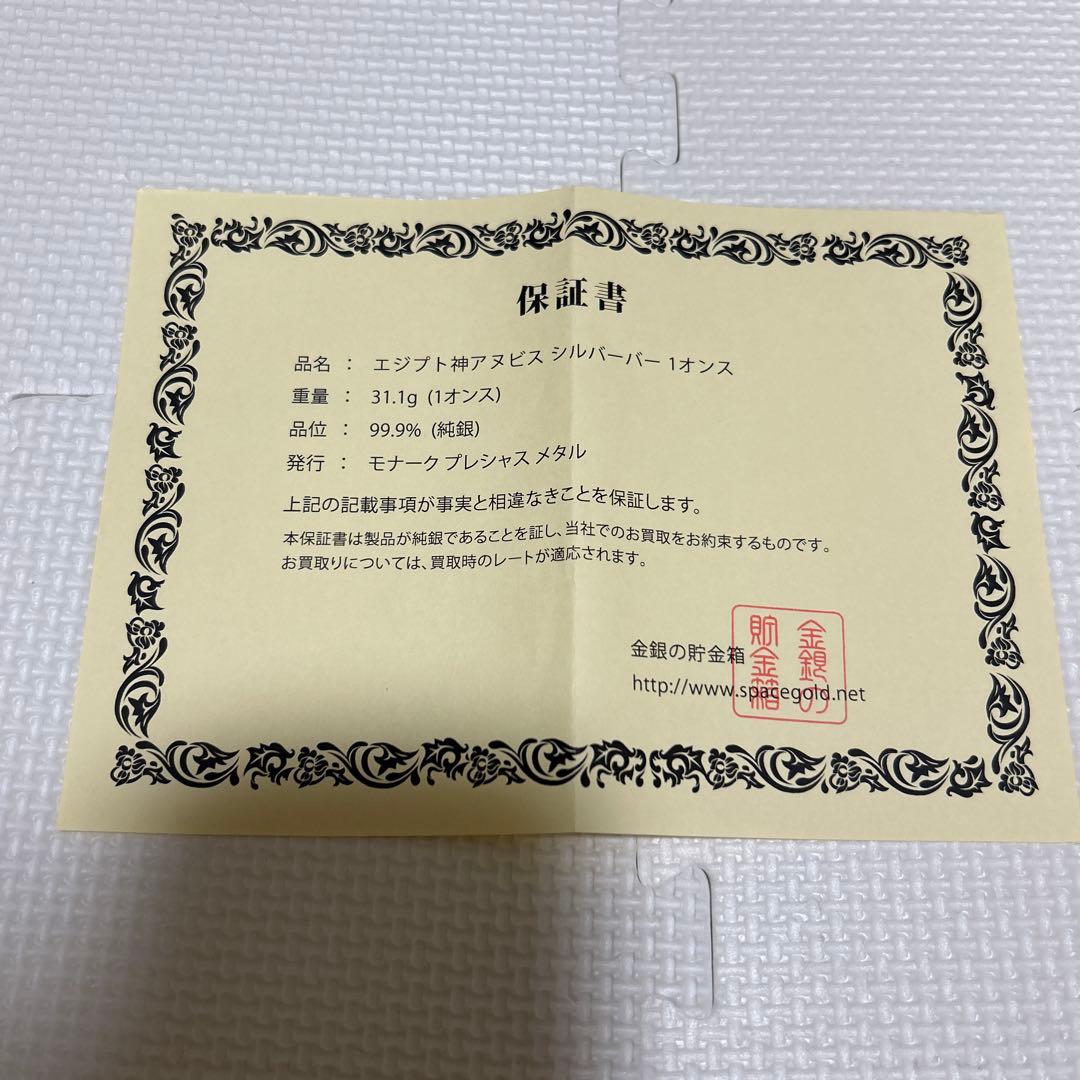 保証書
品名 ： エジプト神アヌビス シルバーバー 1オンス
重量 ： 31.1g (1オンス)
品位 ： 99.9% (純銀)
発行 ： モナーク プレシャス メタル
上記の記載事項が事実と相違なきことを保証します。
本保証書は製品が純銀であることを証し、当社でのお買取をお約束するものです。
お買取りについては、買取時のレートが適応されます。
金銀の貯金箱
http://www.spacegold.net
金銀の
貯金箱